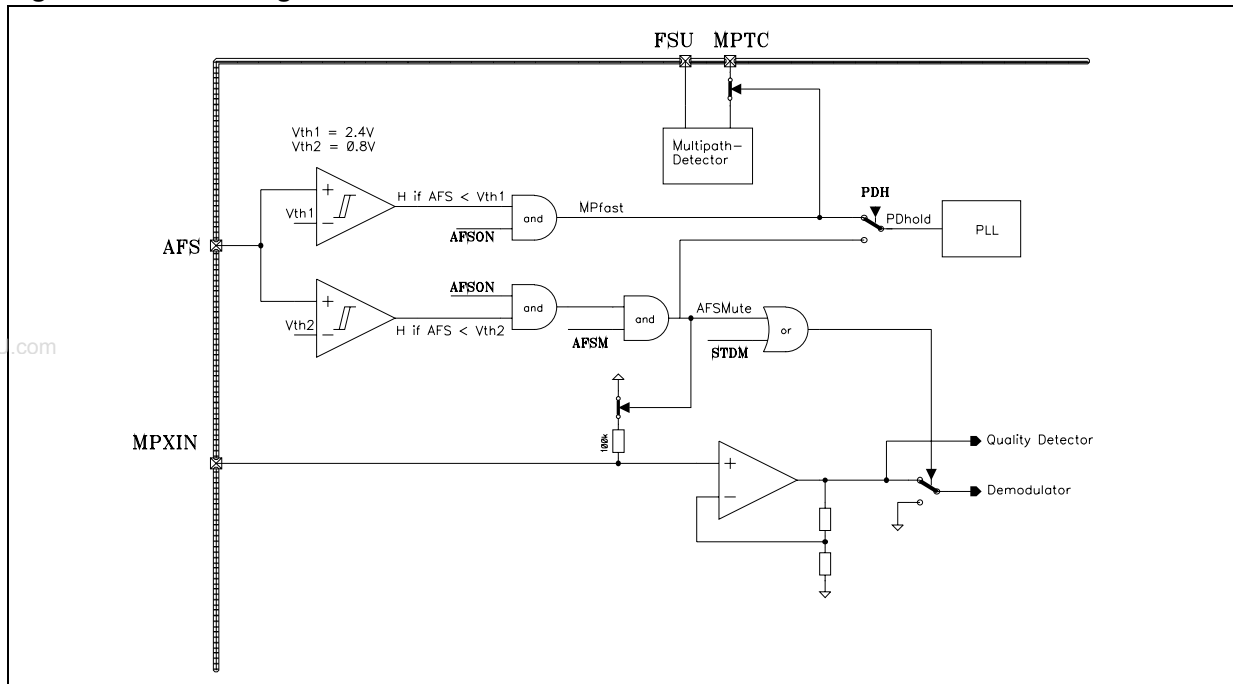 FSU MPTC
Vth1 = 2.4V
Vth2 = 0.8V
Multipath-
Detector
+
Vth1
-
H if AFS < Vth1
and
AFSON
MPfast
PDH
PDhold
PLL
AFS
+
Vth2
-
H if AFS < Vth2
AFSON
and
and
AFSM
AFSMute
or
STDM
U.com
100k
MPXIN
+
-
Quality Detector
Demodulator